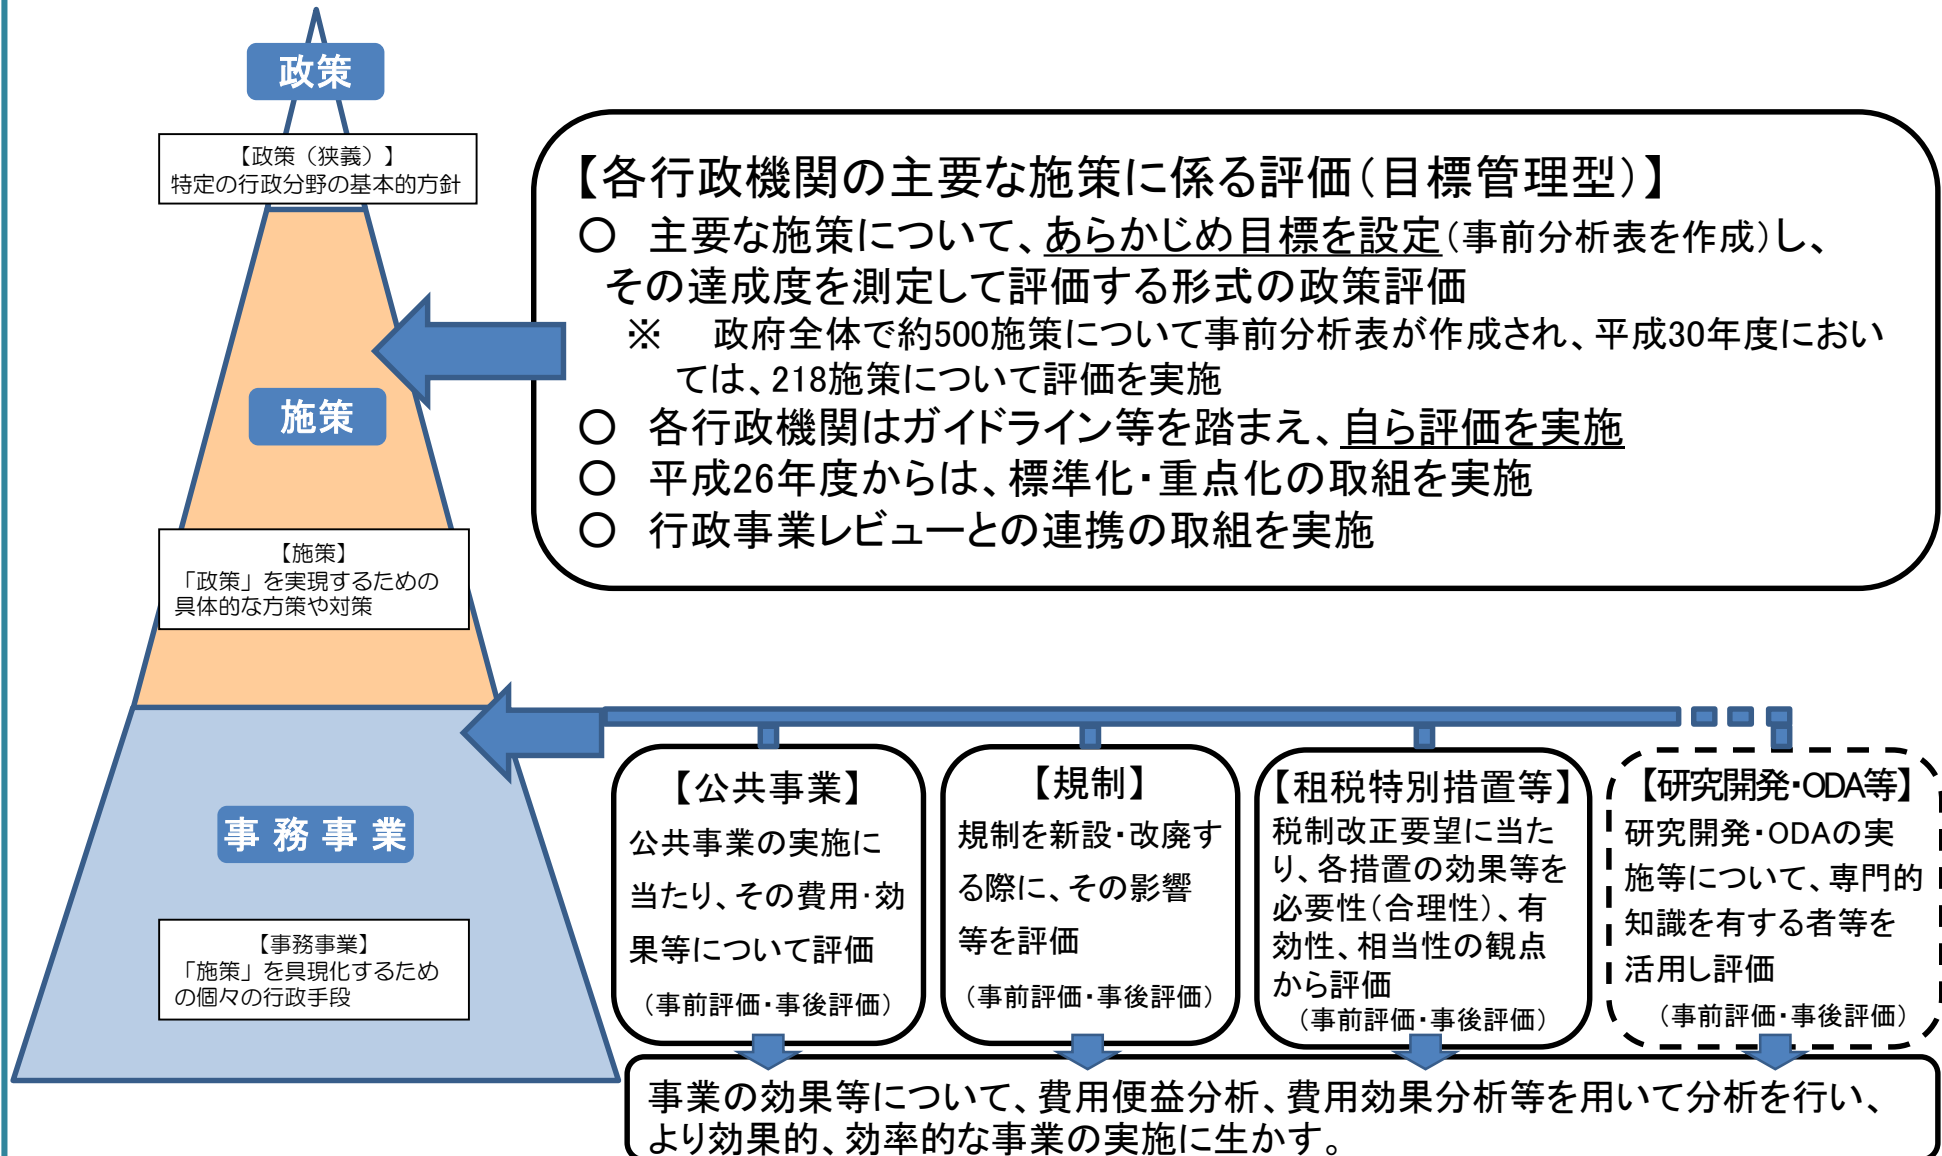 政策
【政策（狭義）】
特定の行政分野の基本的方針
【各行政機関の主要な施策に係る評価（目標管理型）】
○　主要な施策について、あらかじめ目標を設定（事前分析表を作成）し、
その達成度を測定して評価する形式の政策評価
※　政府全体で約500施策について事前分析表が作成され、平成30年度におい
ては、218施策について評価を実施
○　各行政機関はガイドライン等を踏まえ、自ら評価を実施
○　平成26年度からは、標準化・重点化の取組を実施
○　行政事業レビューとの連携の取組を実施
施策
【施策】
「政策」を実現するための
具体的な方策や対策
事務事業
【事務事業】
「施策」を具現化するため
の個々の行政手段
【公共事業】
公共事業の実施に
当たり、その費用・効
果等について評価
（事前評価・事後評価）
【規制】
規制を新設・改廃す
る際に、その影響
等を評価
（事前評価・事後評価）
【租税特別措置等】
税制改正要望に当た
り、各措置の効果等を
必要性（合理性）、有
効性、相当性の観点
から評価
（事前評価・事後評価）
【研究開発・ODA等】
研究開発・ODAの実
施等について、専門的
知識を有する者等を
活用し評価
（事前評価・事後評価）
事業の効果等について、費用便益分析、費用効果分析等を用いて分析を行い、
より効果的、効率的な事業の実施に生かす。